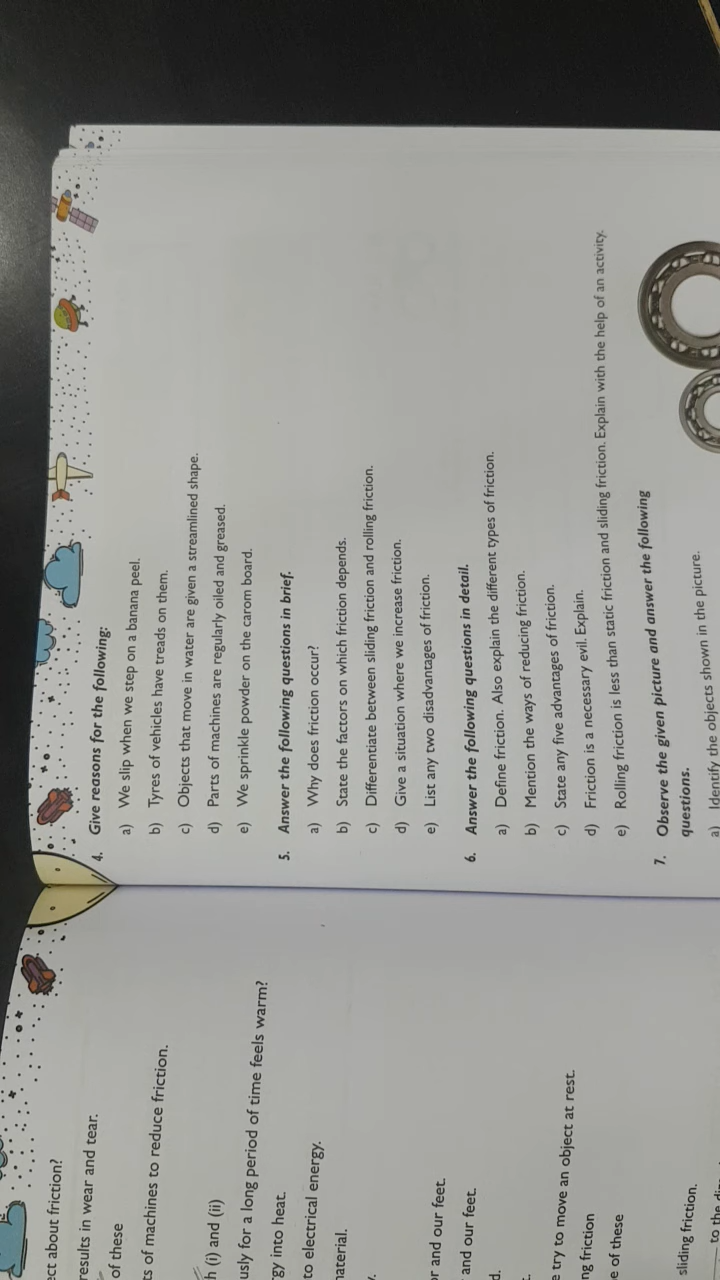 ct about friction?
results in wear and tear.
of these
ts of machines to reduce friction.
(i) and (ii)
usly for a long period of time feels warm?
gy into heat.
to electrical energy.
material.
y.
or and our feet.
and our feet.
d.
e try to move an object at rest.
ng friction
e of these
sliding friction.
4. Give reasons for the following:
a) We slip when we step on a banana peel.
b) Tyres of vehicles have treads on them.
c) Objects that move in water are given a streamlined shape.
d) Parts of machines are regularly oiled and greased.
e) We sprinkle powder on the carom board.
5. Answer the following questions in brief.
a) Why does friction occur?
b) State the factors on which friction depends.
c) Differentiate between sliding friction and rolling friction.
d) Give a situation where we increase friction.
e) List any two disadvantages of friction.
6. Answer the following questions in detail.
a) Define friction. Also explain the different types of friction.
b) Mention the ways of reducing friction.
c) State any five advantages of friction.
d) Friction is a necessary evil. Explain.
e) Rolling friction is less than static friction and sliding friction. Explain with the help of an activity.
7. Observe the given picture and answer the following
questions.
a) Identify the objects shown in the picture.